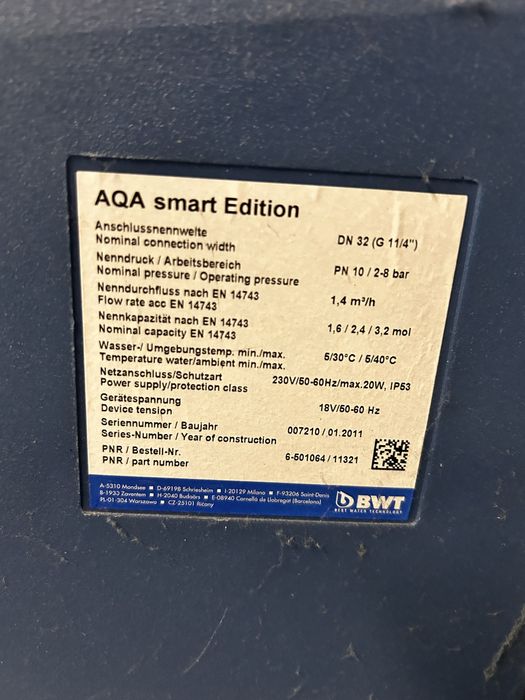 AQA smart Edition
Anschlussnennweite
Nominal connection width
DN 32 (G 11/4")
Nenndruck / Arbeitsbereich
Nominal pressure / Operating pressure
PN 10 / 2-8 bar
Nenndurchfluss nach EN 14743
Flow rate acc EN 14743
1,4 m³/h
Nennkapazität nach EN 14743
Nominal capacity EN 14743
1,6 / 2,4 / 3,2 mol
Wasser-/ Umgebungstemp. min./max.
Temperature water/ambient min./max.
5/30°C / 5/40°C
Netzanschluss/Schutzart
Power supply/protection class
230V/50-60Hz/max.20W, IP53
Gerätespannung
Device tension
18V/50-60 Hz
Seriennummer / Baujahr
Series-Number / Year of construction
007210 / 01.2011
PNR / Bestell-Nr.
PNR / part number
6-501064 / 11321
A-5310 Mondsee ■ D-69198 Schriesheim ■ I-20129 Milano ■ F-93206 Saint-Denis
B-1933 Zaventem ■ H-2040 Budaörs ■ E-08940 Cornellà de Llobregat (Barcelona)
PL-01-304 Warszawa ■ CZ-25101 Ricany
BWT
BEST WATER TECHNOLOGY